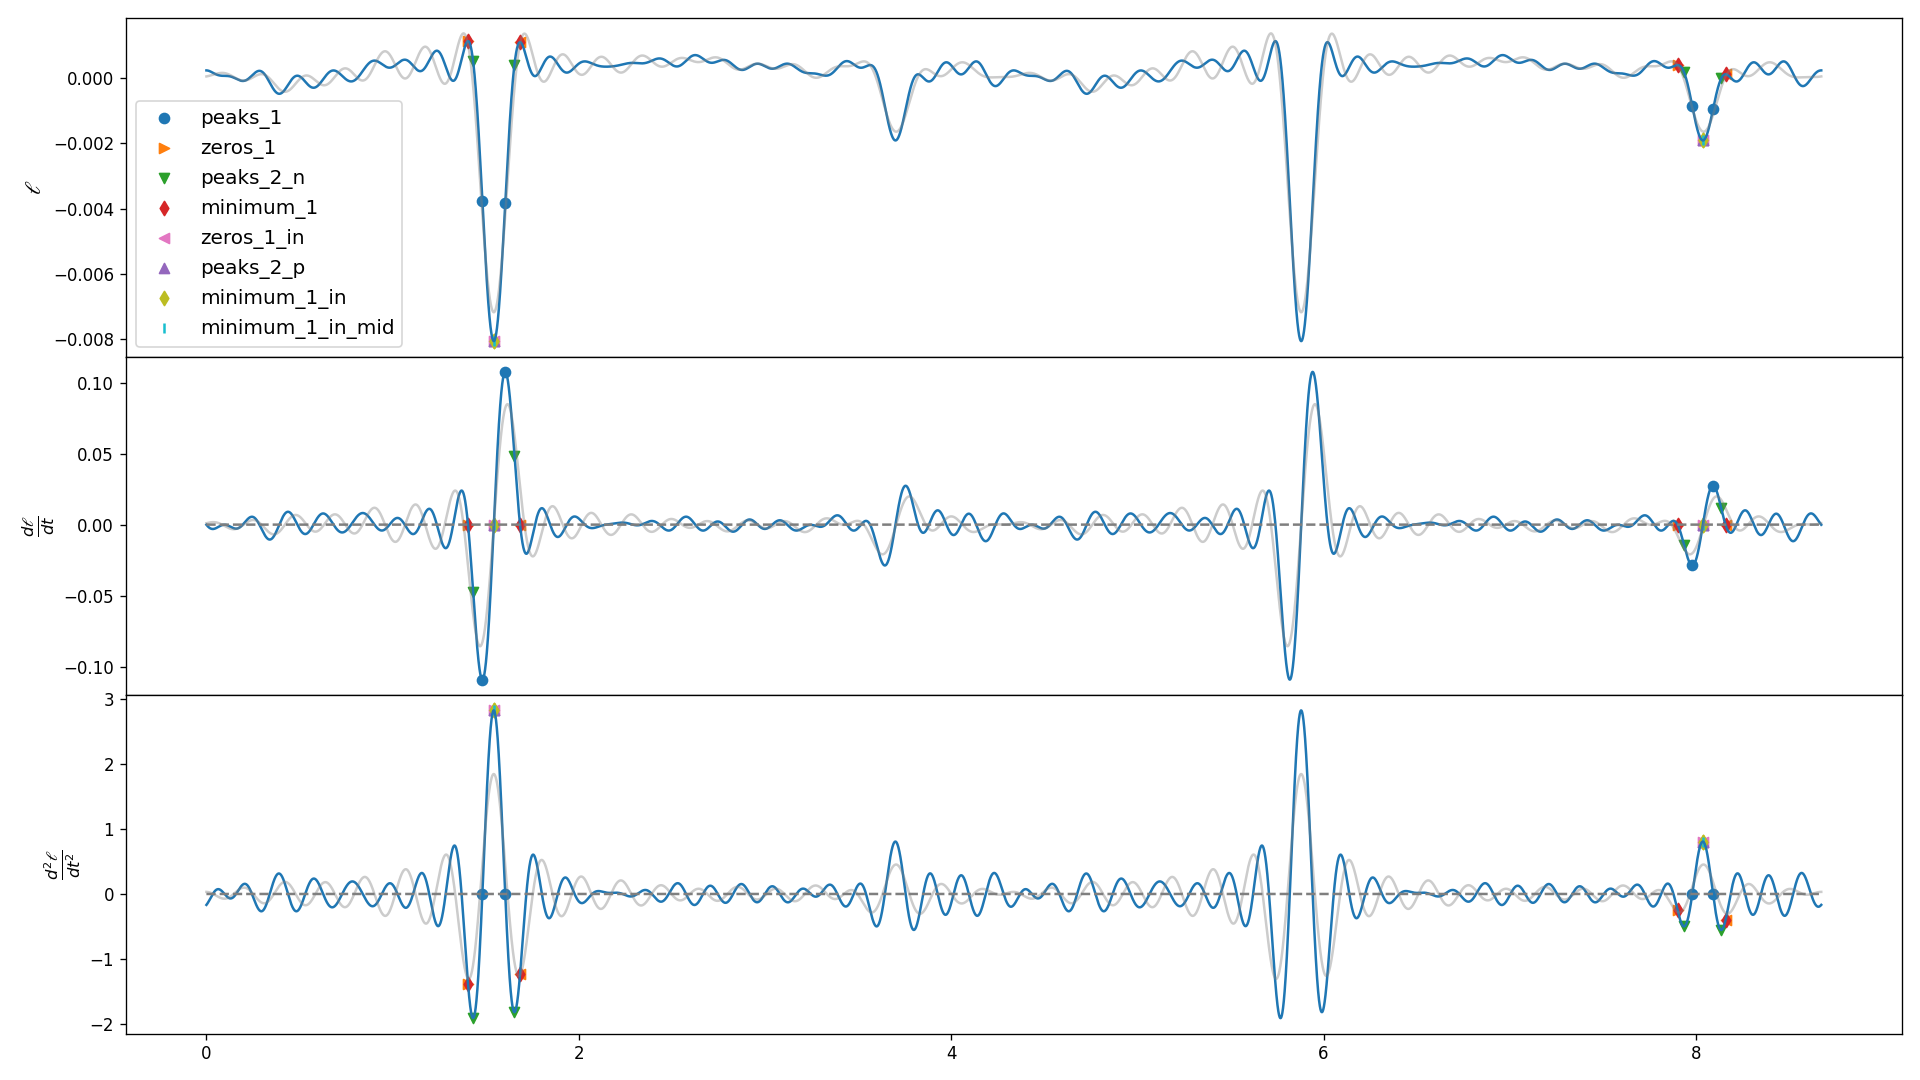 0.000
−0.002
−0.004
−0.006
−0.008
ℓ
peaks_1
zeros_1
peaks_2_n
minimum_1
zeros_1_in
peaks_2_p
minimum_1_in
minimum_1_in_mid
0.10
0.05
0.00
−0.05
−0.10
dℓ
dt
3
2
1
0
−1
−2
d²ℓ
dt²
0 2 4 6 8